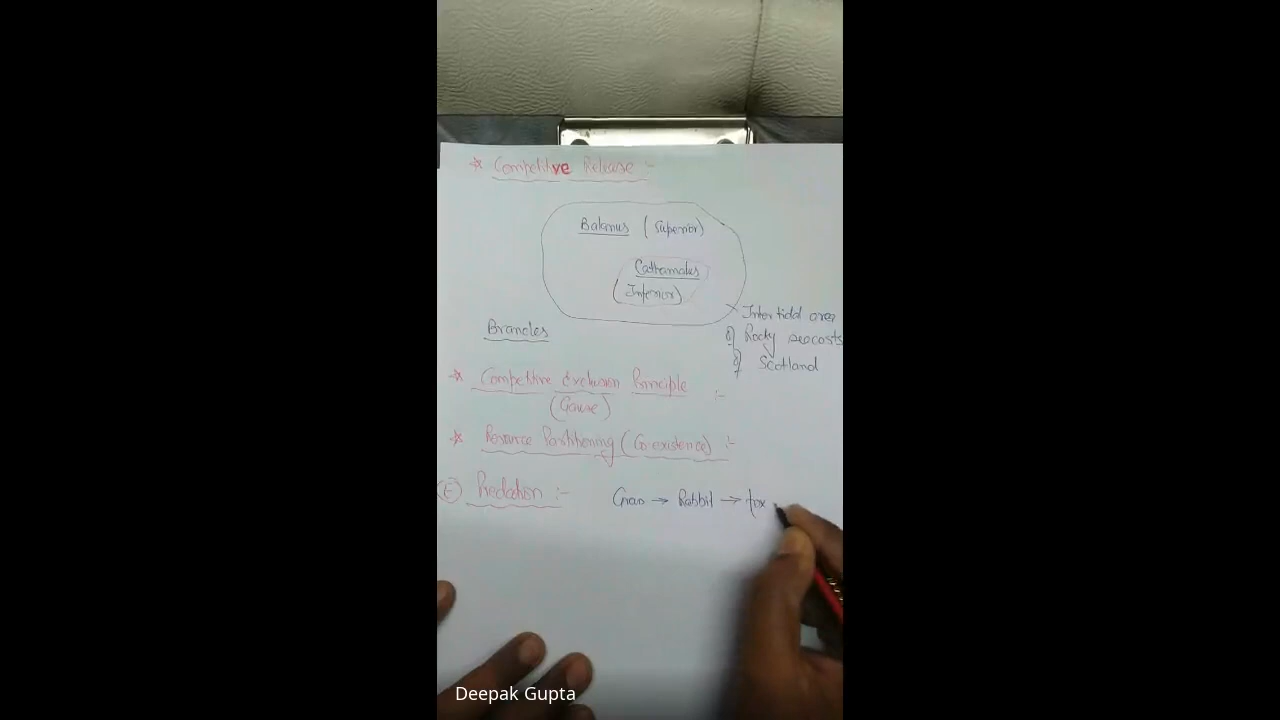 * Competitive Release :-
Balanus (Superior)
Cathamalus
(Inferior)
Intertidal area
of Rocky seacosts
of Scotland
Brancles
* Competitive Exclusion Principle :-
(Gause)
* Resource Partitioning (Co-existence) :-
(E) Predation :-
Grass → Rabbit → fox
Deepak Gupta